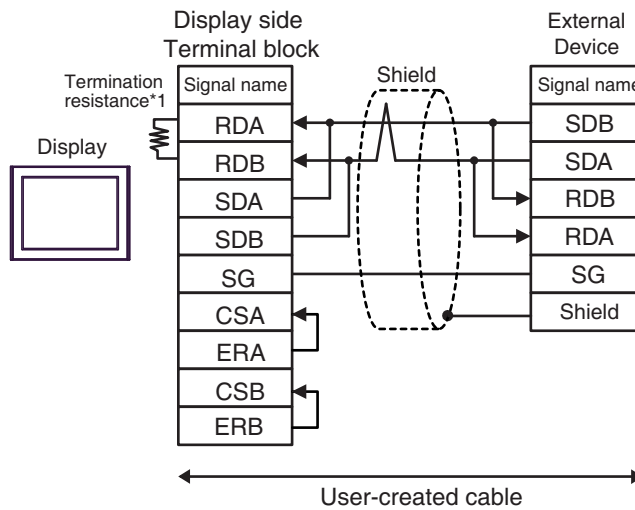 Display side
Terminal block
External
Device
Termination
resistance*1
Display
Shield
Signal name
RDA
RDB
SDA
SDB
SG
CSA
ERA
CSB
ERB
Signal name
SDB
SDA
RDB
RDA
SG
Shield
User-created cable